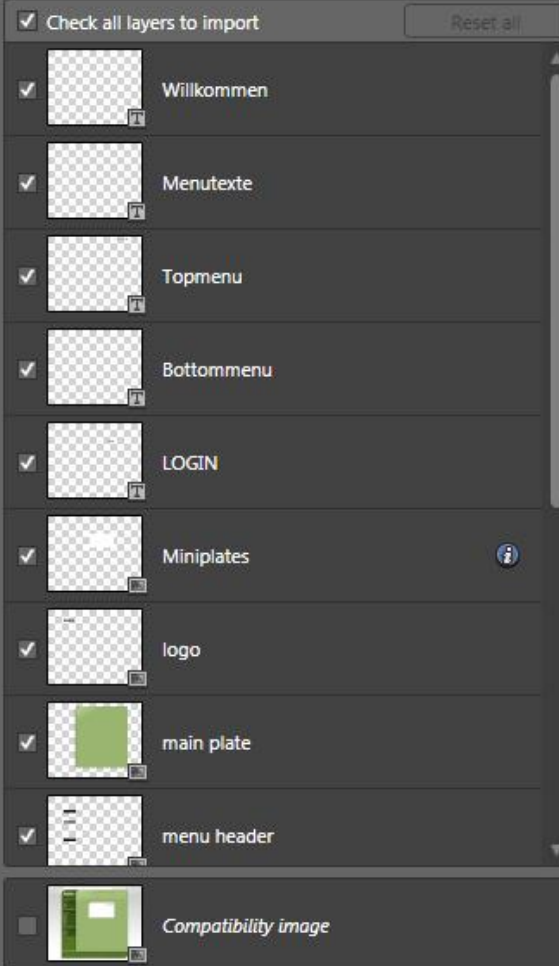 Check all layers to import
Reset all
Willkommen
Menutexte
Topmenu
Bottommenu
LOGIN
Miniplates
logo
main plate
menu header
Compatibility image